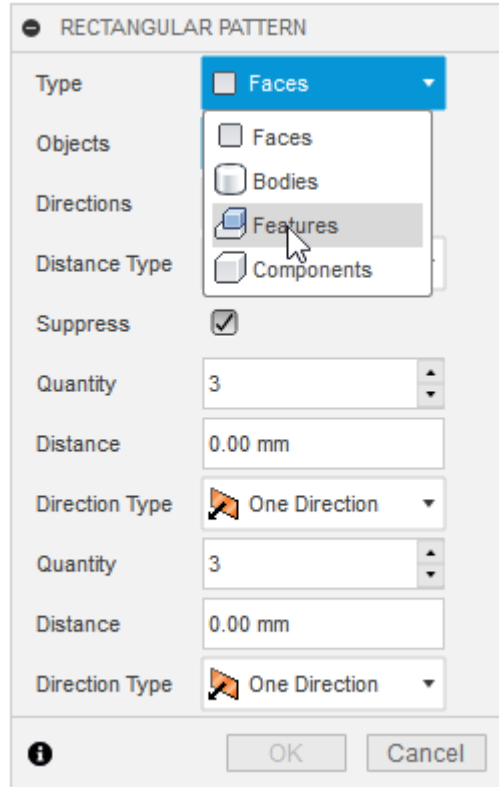 RECTANGULAR PATTERN
Type Faces
Objects Faces
Bodies
Directions
Features
Distance Type Components
Suppress
Quantity 3
Distance 0.00 mm
Direction Type One Direction
Quantity 3
Distance 0.00 mm
Direction Type One Direction
OK Cancel